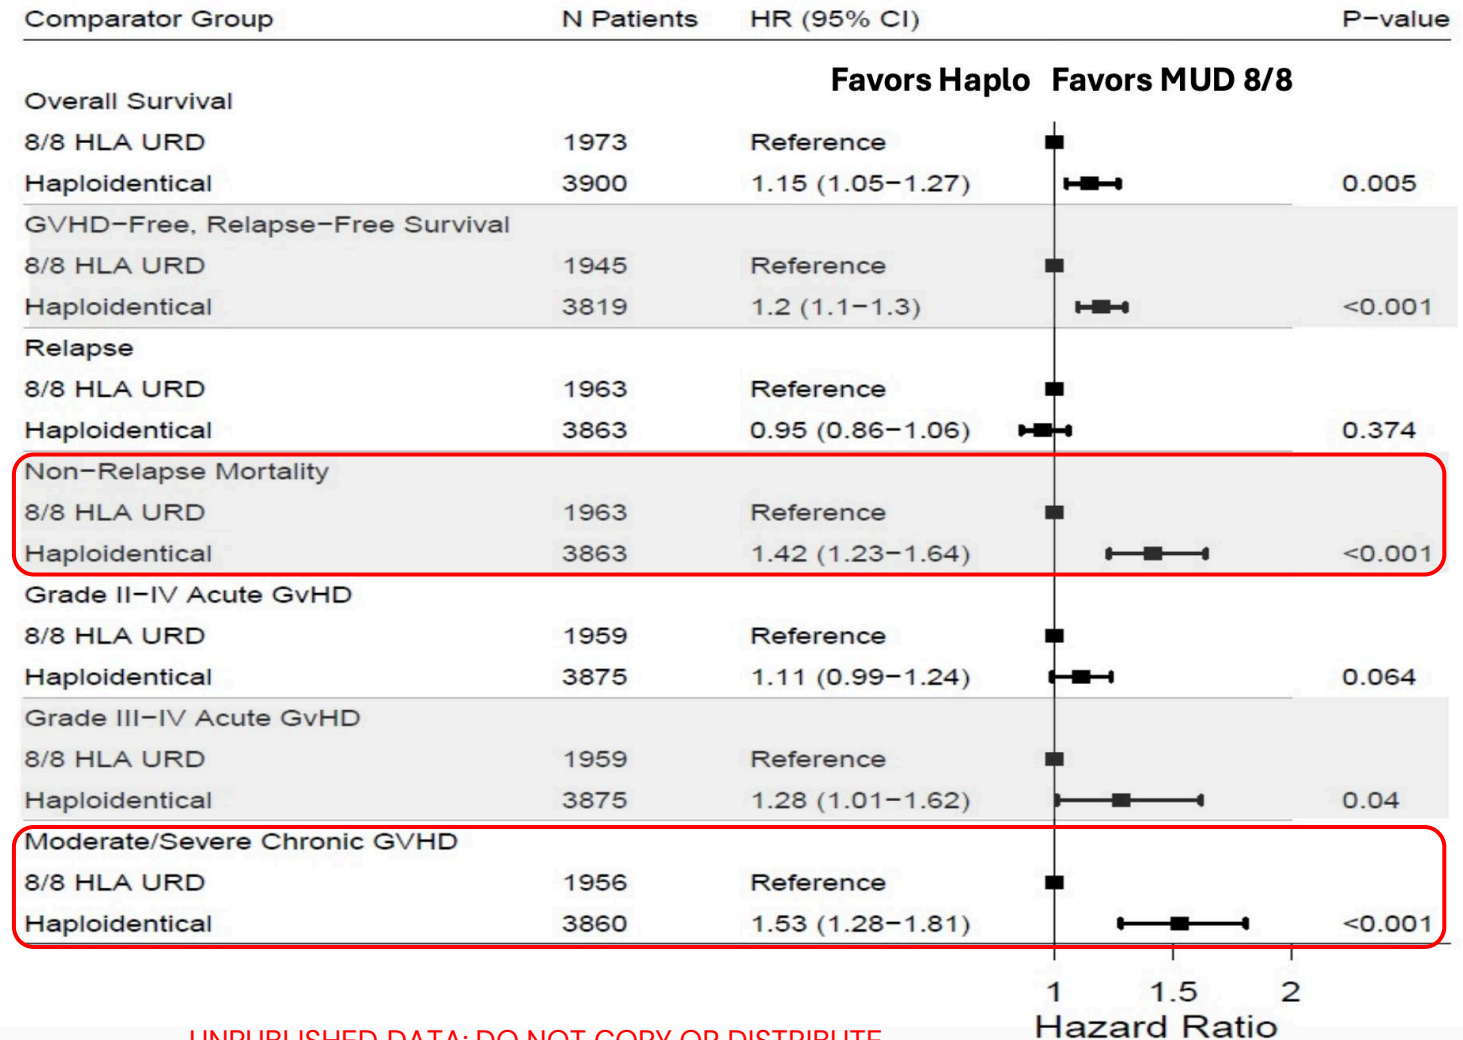 Comparator Group N Patients HR (95% CI) P−value
Favors Haplo Favors MUD 8/8
Overall Survival
8/8 HLA URD 1973 Reference
Haploidentical 3900 1.15 (1.05−1.27) 0.005
GVHD−Free, Relapse−Free Survival
8/8 HLA URD 1945 Reference
Haploidentical 3819 1.2 (1.1−1.3) <0.001
Relapse
8/8 HLA URD 1963 Reference
Haploidentical 3863 0.95 (0.86−1.06) 0.374
Non−Relapse Mortality
8/8 HLA URD 1963 Reference
Haploidentical 3863 1.42 (1.23−1.64) <0.001
Grade II−IV Acute GvHD
8/8 HLA URD 1959 Reference
Haploidentical 3875 1.11 (0.99−1.24) 0.064
Grade III−IV Acute GvHD
8/8 HLA URD 1959 Reference
Haploidentical 3875 1.28 (1.01−1.62) 0.04
Moderate/Severe Chronic GVHD
8/8 HLA URD 1956 Reference
Haploidentical 3860 1.53 (1.28−1.81) <0.001
1 1.5 2
Hazard Ratio
UNPUBLISHED DATA: DO NOT COPY OR DISTRIBUTE